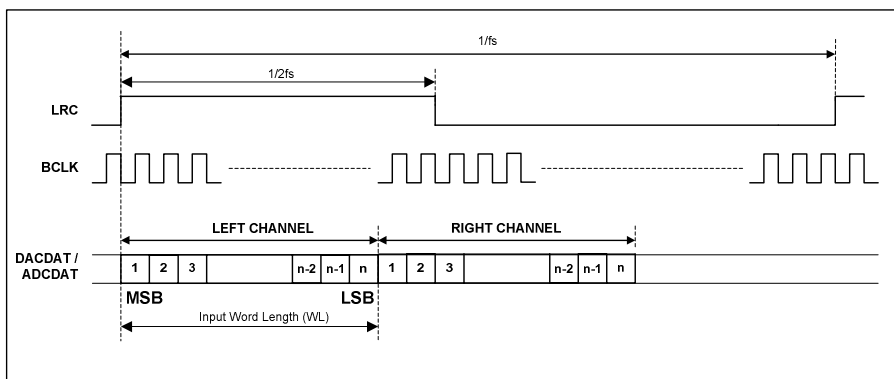 1/fs
1/2fs
LRC
BCLK
LEFT CHANNEL RIGHT CHANNEL
DACDAT /
ADCDAT
1 2 3 n-2 n-1 n 1 2 3 n-2 n-1 n
MSB LSB
Input Word Length (WL)